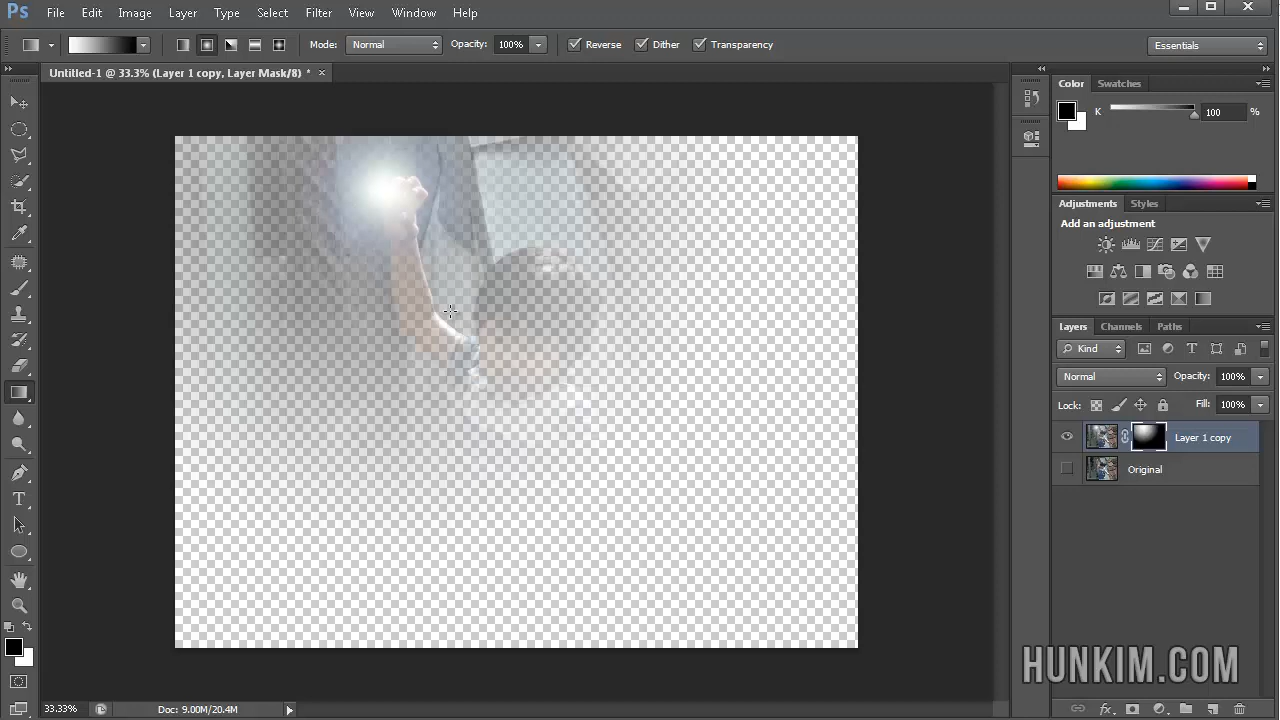 Ps File Edit Image Layer Type Select Filter View Window Help
Mode: Normal Opacity: 100% Reverse Dither Transparency Essentials
Untitled-1 @ 33.3% (Layer 1 copy, Layer Mask/8) * ×
Color Swatches
K 100 %
Adjustments Styles
Add an adjustment
Layers Channels Paths
Kind T
Normal Opacity: 100%
Lock: Fill: 100%
Layer 1 copy
Original
T
HUNKIM.COM
33.33% Doc: 9.00M/20.4M
fx